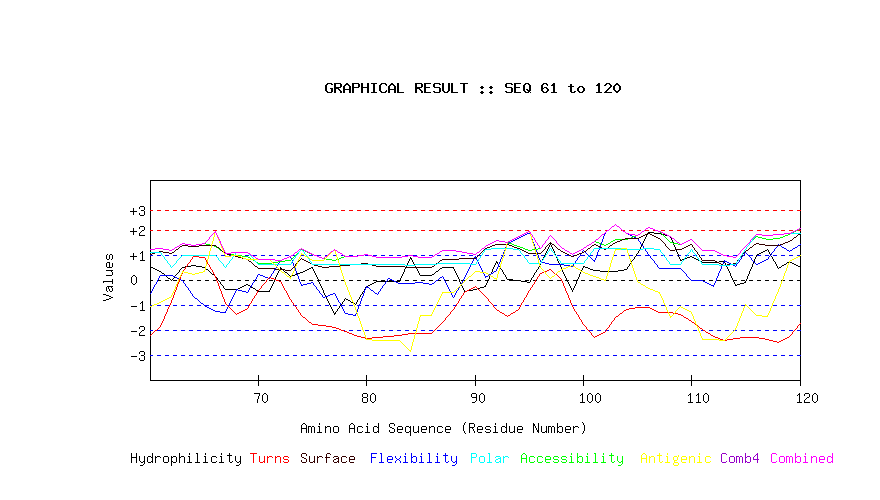 GRAPHICAL RESULT :: SEQ 61 to 120
Values
+3
+2
+1
0
-1
-2
-3
70 80 90 100 110 120
Amino Acid Sequence (Residue Number)
Hydrophilicity Turns Surface Flexibility Polar Accessibility Antigenic Comb4 Combined